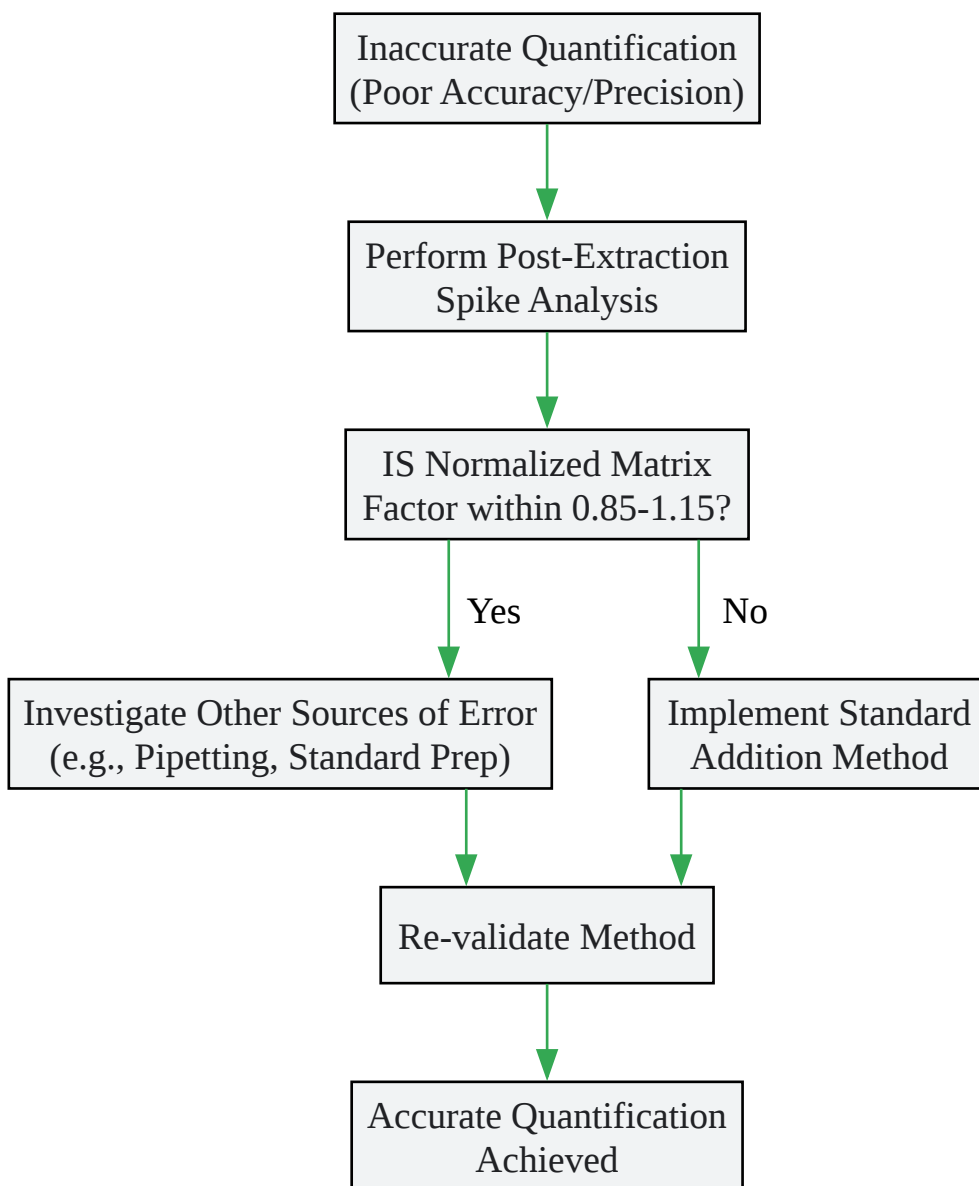 Inaccurate Quantification
(Poor Accuracy/Precision)
Perform Post-Extraction
Spike Analysis
IS Normalized Matrix
Factor within 0.85-1.15?
Yes
No
Investigate Other Sources of Error
(e.g., Pipetting, Standard Prep)
Implement Standard
Addition Method
Re-validate Method
Accurate Quantification
Achieved